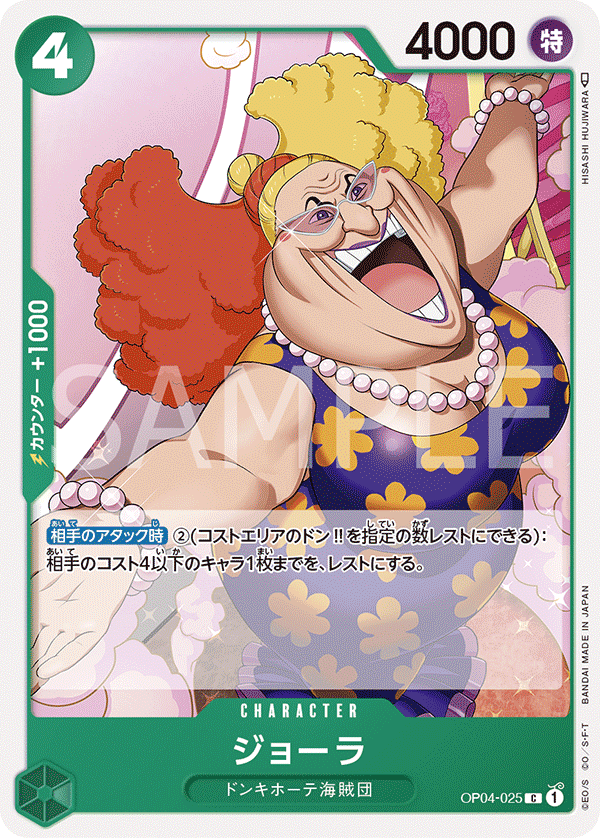 4
4000
特
HISASHI HUJIWARA
カウンター +1000
SAMPLE
相手のアタック時 ②(コストエリアのドン!!を指定の数レストにできる):
相手のコスト4以下のキャラ1枚までを、レストにする。
CHARACTER
ジョーラ
ドンキホーテ海賊団
OP04-025 C 1
©EO/S ©O/S・F・T BANDAI MADE IN JAPAN